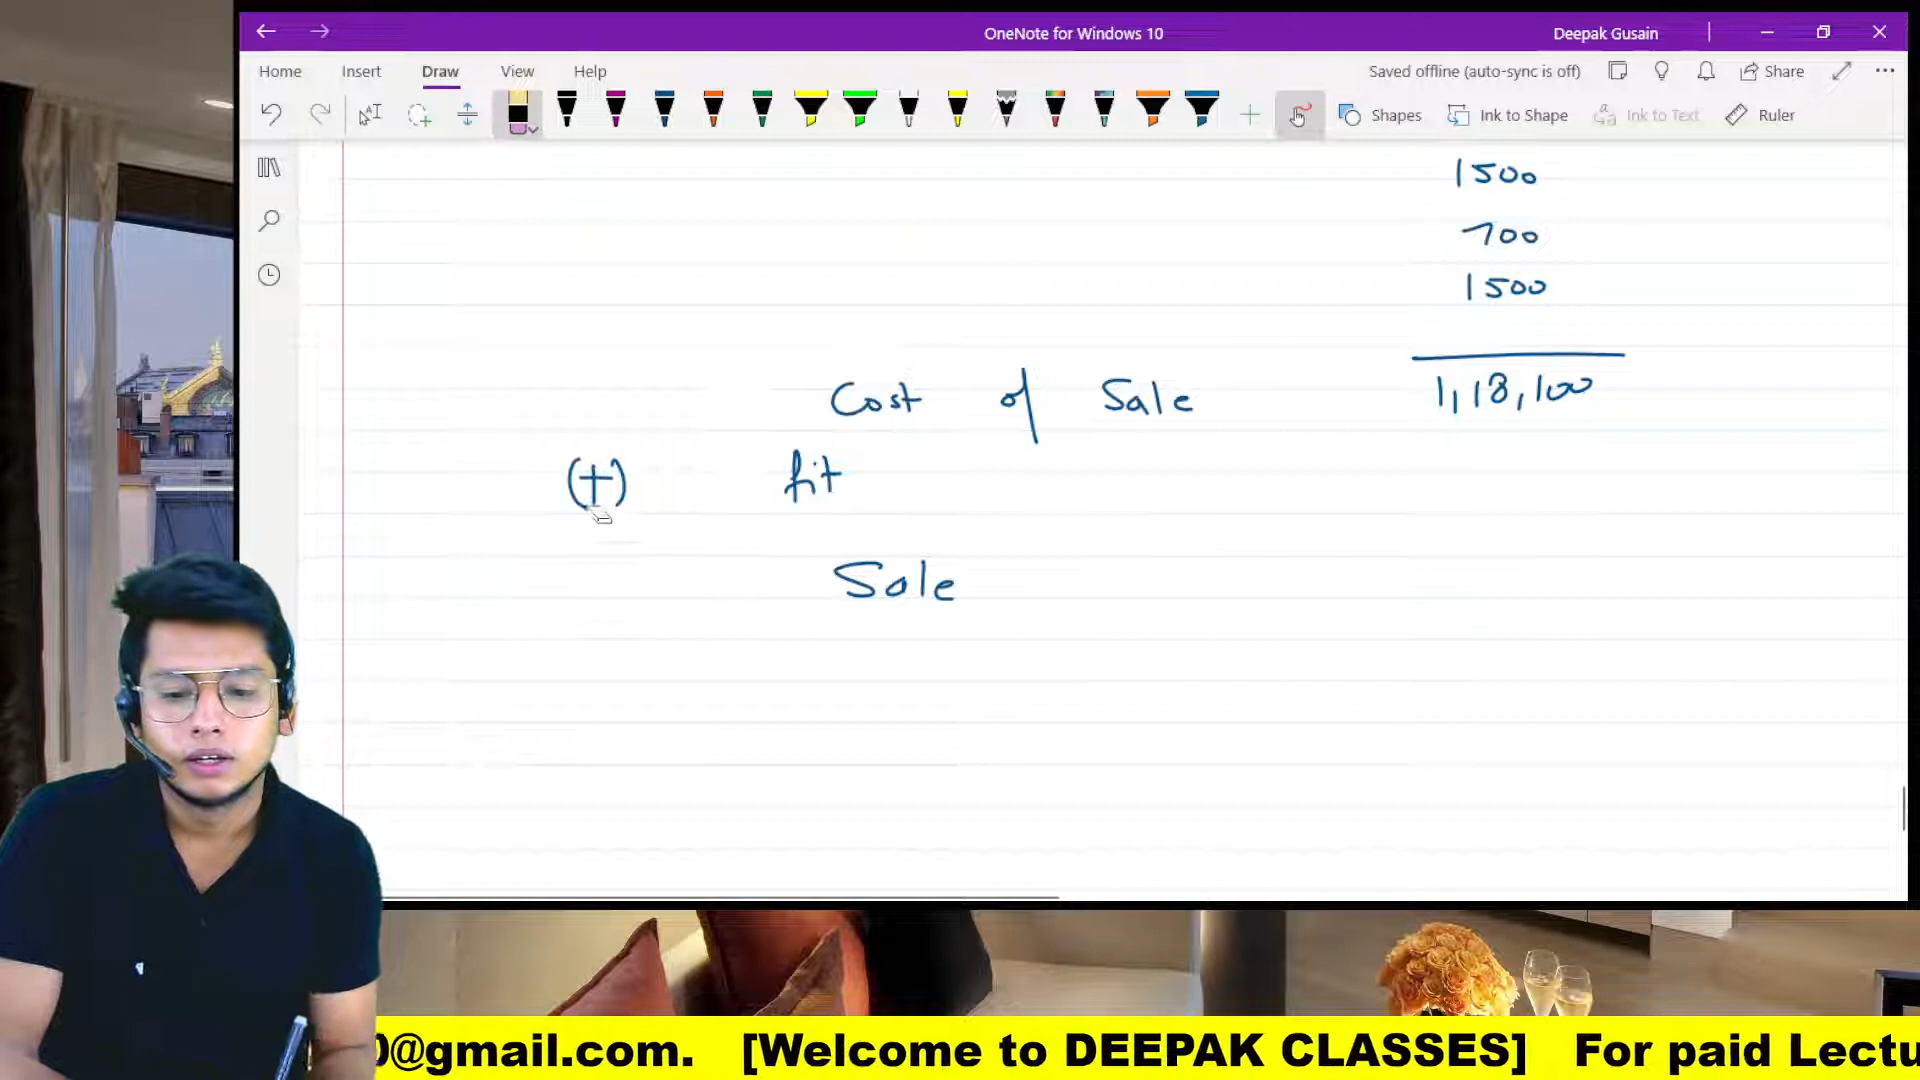 OneNote for Windows 10
Deepak Gusain
Home Insert Draw View Help
Saved offline (auto-sync is off)
Share
Shapes
Ink to Shape
Ink to Text
Ruler
1500
700
1500
Cost of Sale 1,18,100
(+) fit
Sale
0@gmail.com. [Welcome to DEEPAK CLASSES] For paid Lectu